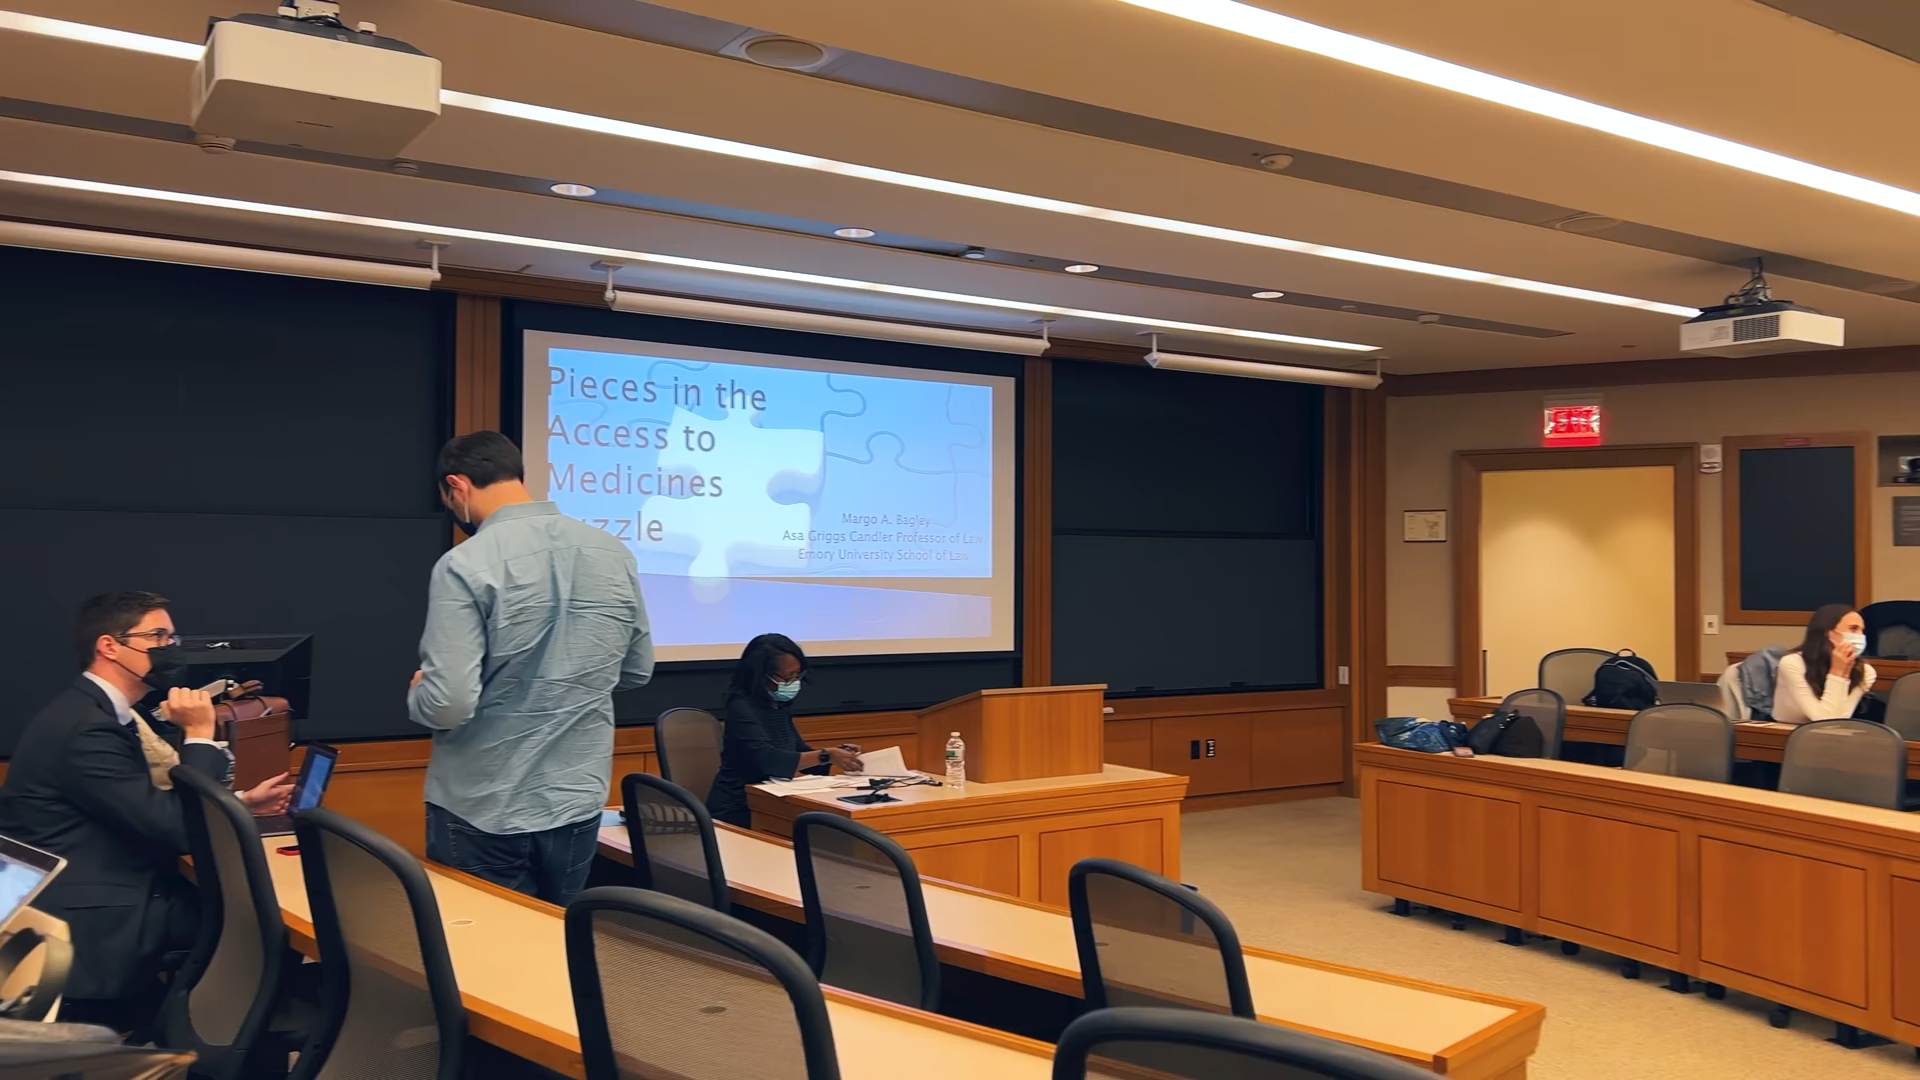 Pieces in the
Access to
Medicines
zzle
Margo A. Bagley
Asa Griggs Candler Professor of Law
Emory University School of Law
EXIT